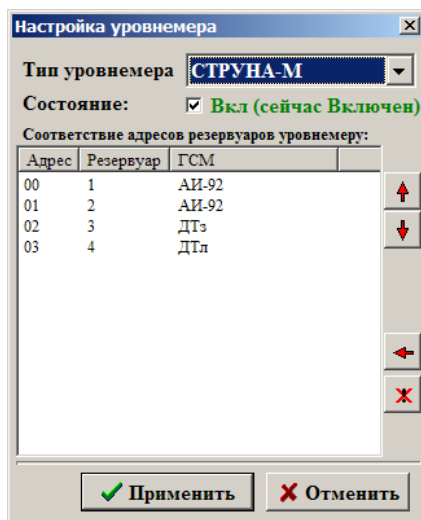 Настройка уровнемера
Тип уровнемера СТРУНА-М
Состояние: Вкл (сейчас Включен)
Соответствие адресов резервуаров уровнемеру:
Адрес Резервуар ГСМ
00 1 АИ-92
01 2 АИ-92
02 3 ДТз
03 4 ДТл
Применить Отменить